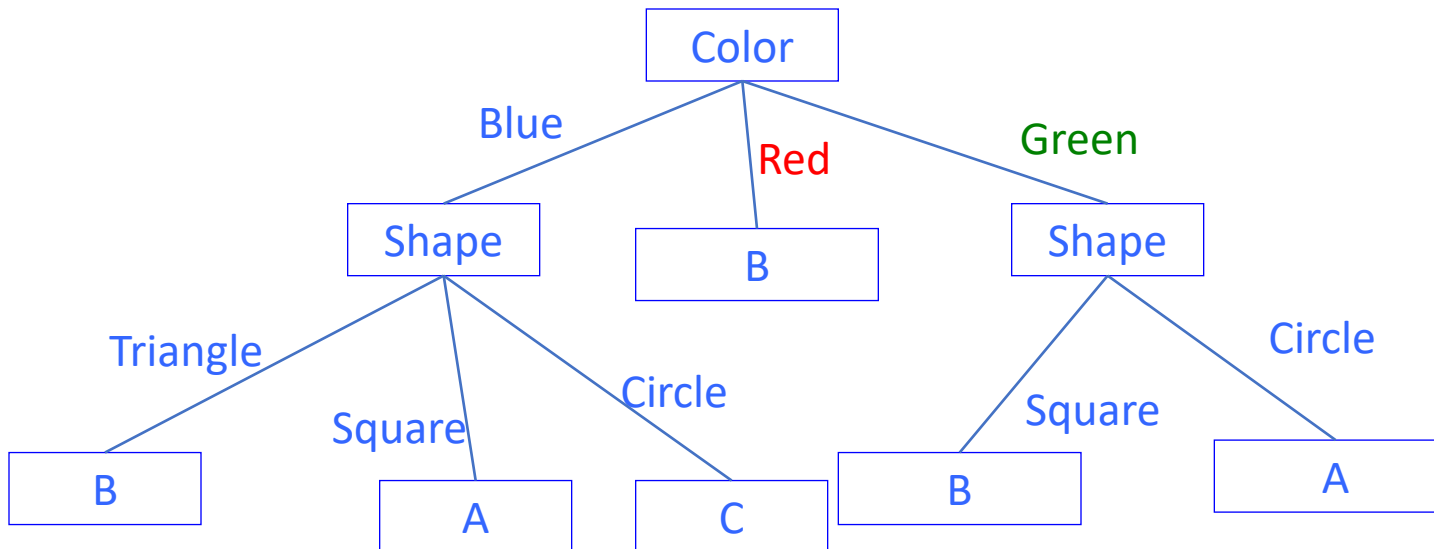 Color
Blue
Red
Green
Shape
B
Shape
Triangle
Square
Circle
Square
Circle
B
A
C
B
A